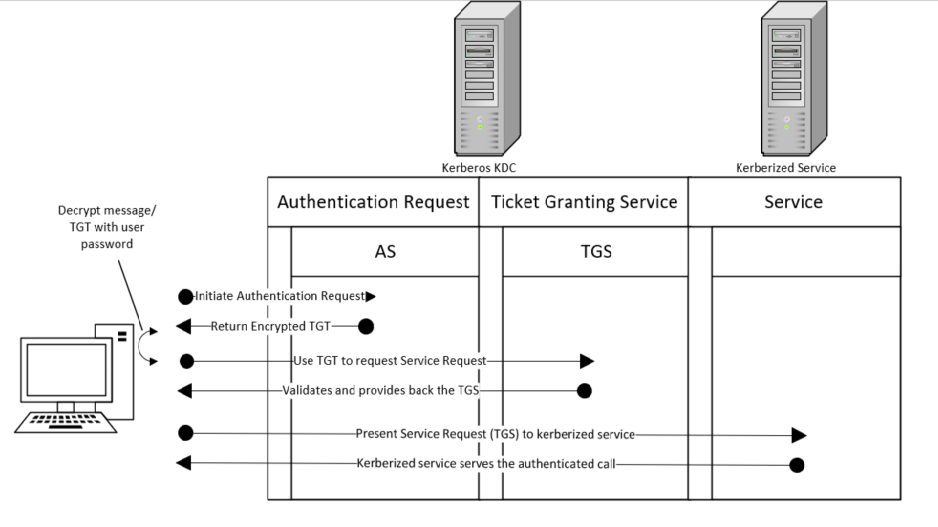 Kerberos KDC
Kerberized Service
Authentication Request
Ticket Granting Service
Service
Decrypt message/
TGT with user
password
AS
TGS
Initiate Authentication Request
Return Encrypted TGT
Use TGT to request Service Request
Validates and provides back the TGS
Present Service Request (TGS) to kerberized service
Kerberized service serves the authenticated call